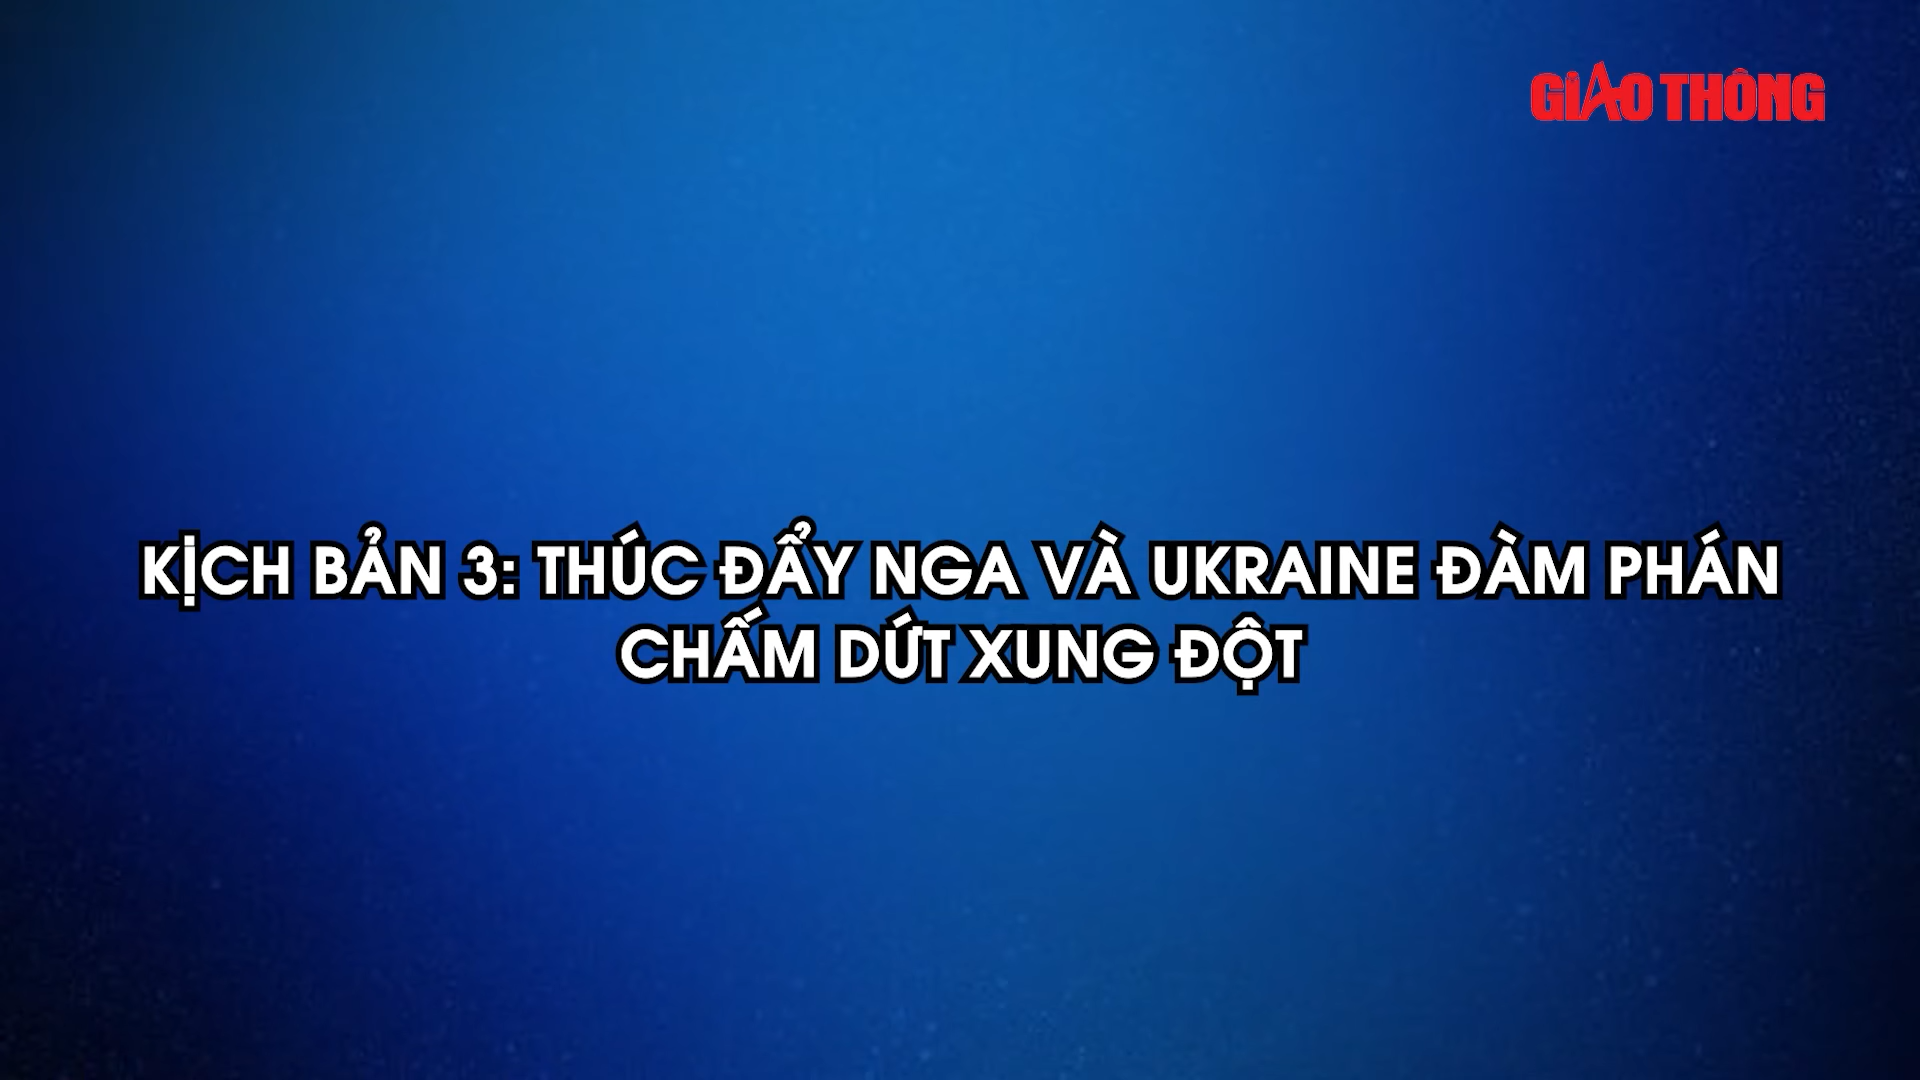 GIAO THÔNG
KỊCH BẢN 3: THÚC ĐẨY NGA VÀ UKRAINE ĐÀM PHÁN
CHẤM DỨT XUNG ĐỘT